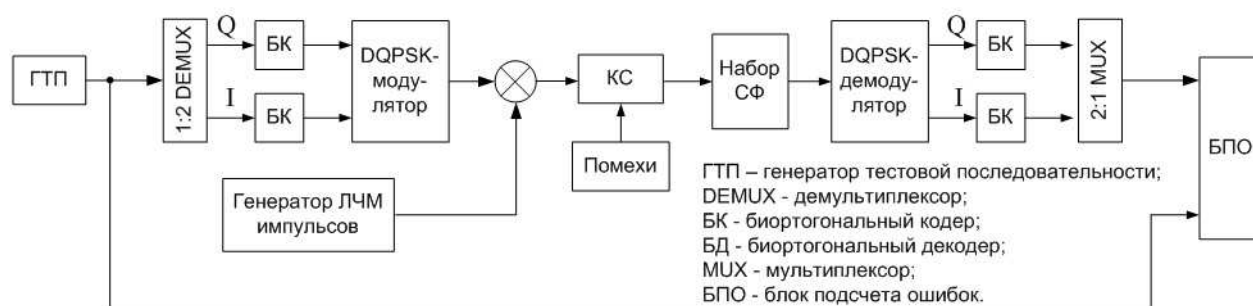 ГТП
1:2 DEMUX
Q
I
БК
БК
DQPSK-
моду-
лятор
Генератор ЛЧМ
импульсов
КС
Помехи
Набор
СФ
DQPSK-
демоду-
лятор
Q
I
БК
БК
2:1 MUX
БПО
ГТП – генератор тестовой последовательности;
DEMUX - демультиплексор;
БК - биортогональный кодер;
БД - биортогональный декодер;
MUX - мультиплексор;
БПО - блок подсчета ошибок.